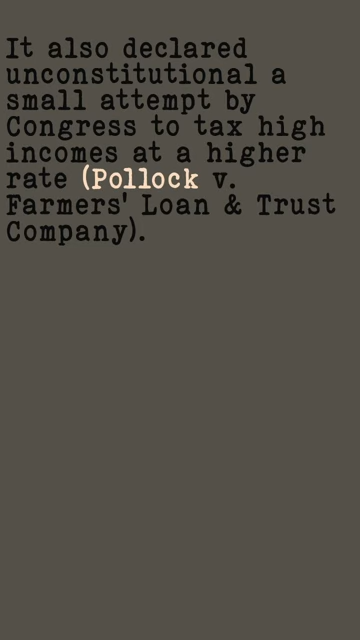 It also declared
unconstitutional a
small attempt by
Congress to tax high
incomes at a higher
rate (Pollock v.
Farmers' Loan & Trust
Company).